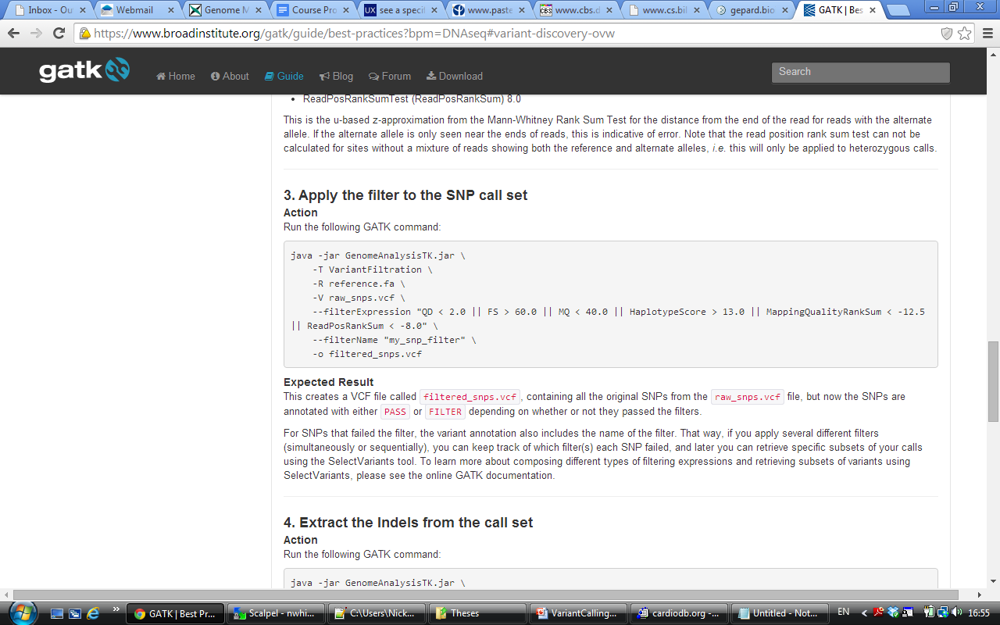 Inbox - Ou
Webmail
Genome M
Course Pro
see a specif
www.paste
www.cbs.d
www.cs.bil
gepard.bio
GATK | Bes
https://www.broadinstitute.org/gatk/guide/best-practices?bpm=DNAseq#variant-discovery-ovw
gatk
Home
About
Guide
Blog
Forum
Download
Search
• ReadPosRankSumTest (ReadPosRankSum) 8.0
This is the u-based z-approximation from the Mann-Whitney Rank Sum Test for the distance from the end of the read for reads with the alternate
allele. If the alternate allele is only seen near the ends of reads, this is indicative of error. Note that the read position rank sum test can not be
calculated for sites without a mixture of reads showing both the reference and alternate alleles, i.e. this will only be applied to heterozygous calls.
3. Apply the filter to the SNP call set
Action
Run the following GATK command:
java -jar GenomeAnalysisTK.jar \
-T VariantFiltration \
-R reference.fa \
-V raw_snps.vcf \
--filterExpression "QD < 2.0 || FS > 60.0 || MQ < 40.0 || HaplotypeScore > 13.0 || MappingQualityRankSum < -12.5
|| ReadPosRankSum < -8.0" \
--filterName "my_snp_filter" \
-o filtered_snps.vcf
Expected Result
This creates a VCF file called filtered_snps.vcf, containing all the original SNPs from the raw_snps.vcf file, but now the SNPs are
annotated with either PASS or FILTER depending on whether or not they passed the filters.
For SNPs that failed the filter, the variant annotation also includes the name of the filter. That way, if you apply several different filters
(simultaneously or sequentially), you can keep track of which filter(s) each SNP failed, and later you can retrieve specific subsets of your calls
using the SelectVariants tool. To learn more about composing different types of filtering expressions and retrieving subsets of variants using
SelectVariants, please see the online GATK documentation.
4. Extract the Indels from the call set
Action
Run the following GATK command:
java -jar GenomeAnalysisTK.jar \
GATK | Best Pr...
Scalpel - nwhi...
C:\Users\Nick...
Theses
VariantCalling...
cardiodb.org -...
Untitled - Not...
EN
16:55